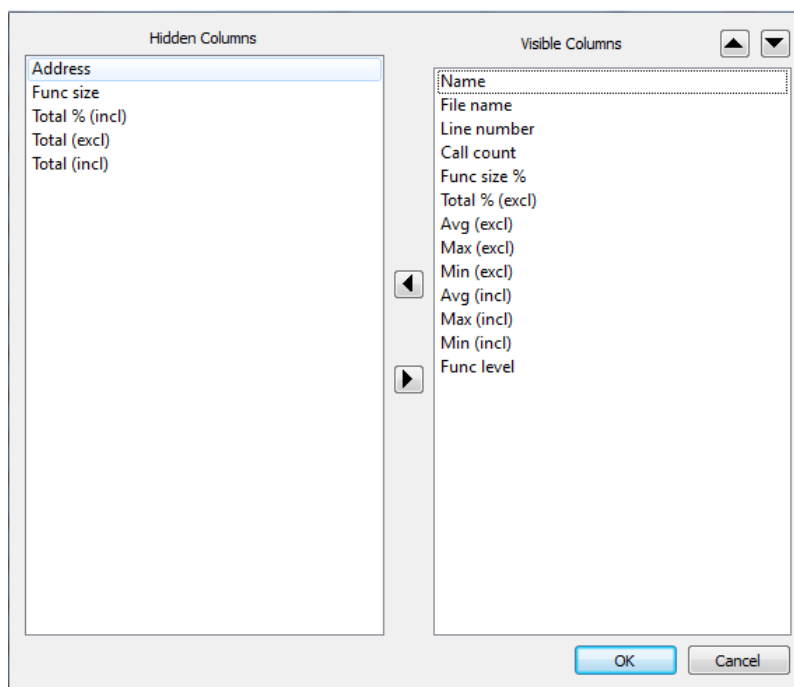 Hidden Columns
Address
Func size
Total % (incl)
Total (excl)
Total (incl)
Visible Columns
Name
File name
Line number
Call count
Func size %
Total % (excl)
Avg (excl)
Max (excl)
Min (excl)
Avg (incl)
Max (incl)
Min (incl)
Func level
OK
Cancel